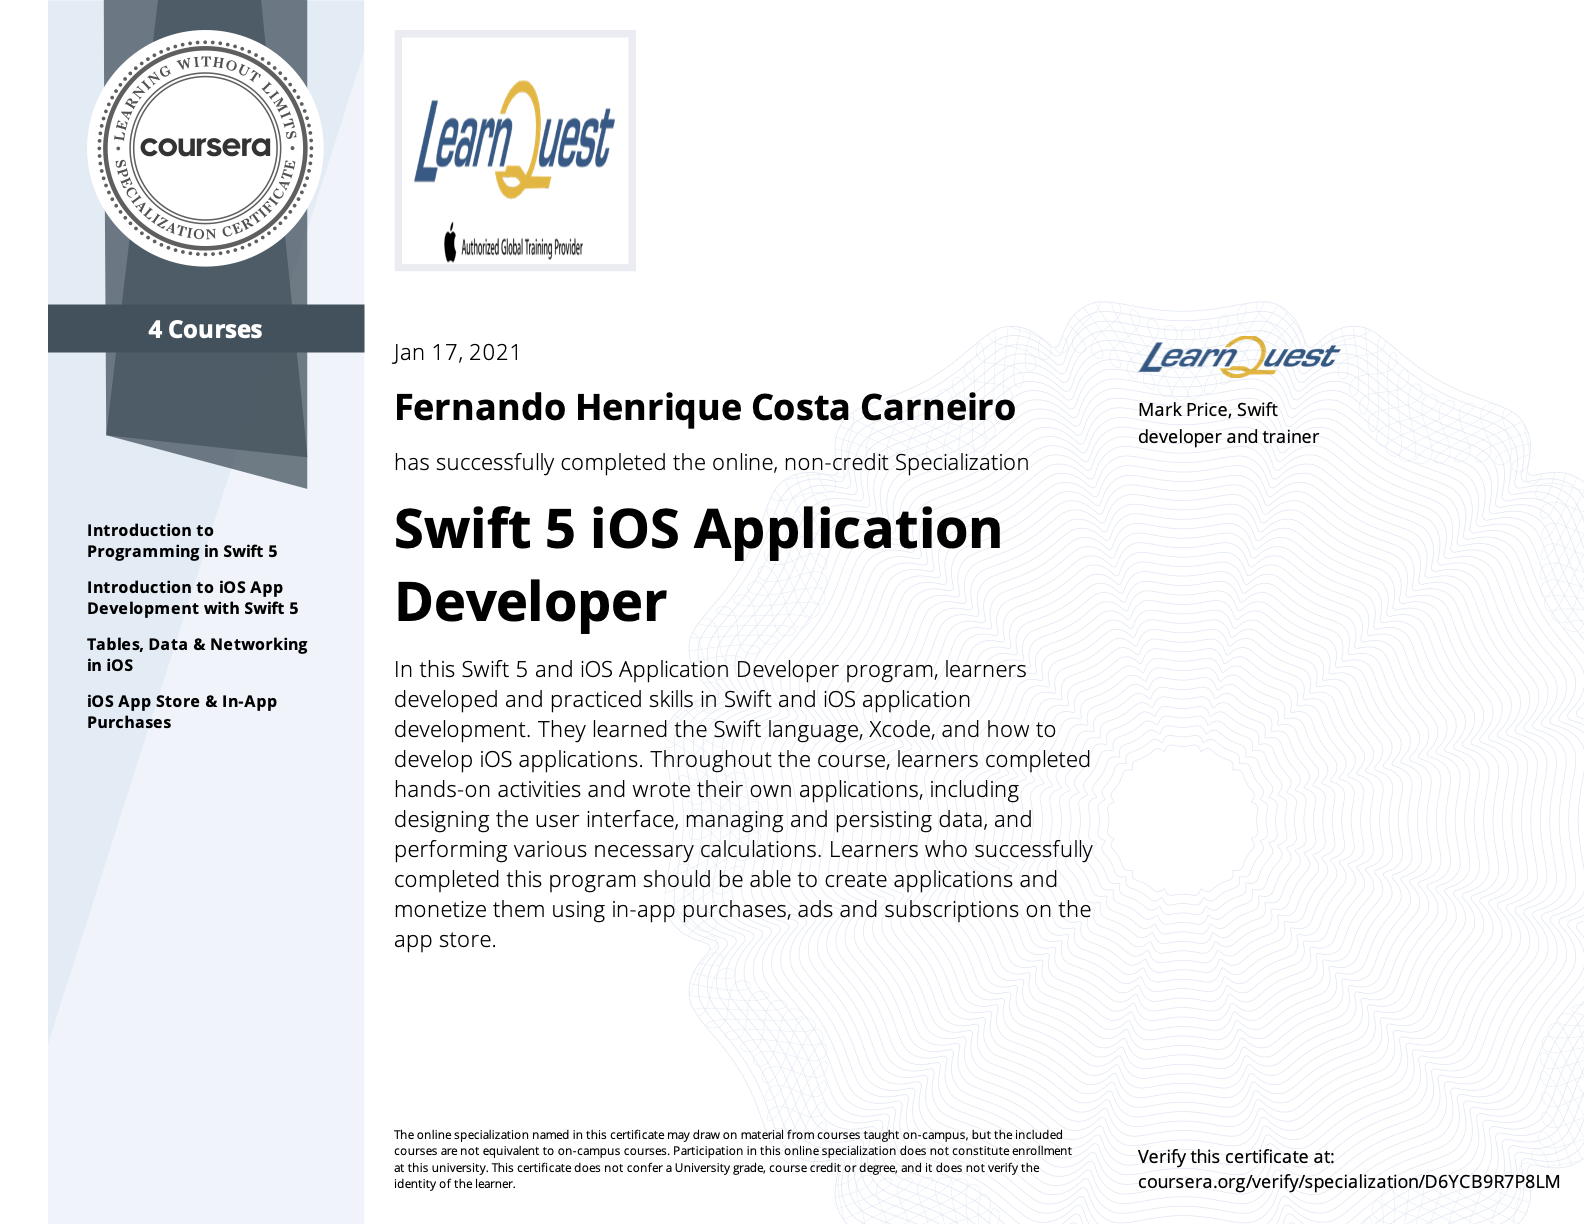 LEARNING WITHOUT LIMITS
coursera
SPECIALIZATION CERTIFICATE
4 Courses
Introduction to
Programming in Swift 5
Introduction to iOS App
Development with Swift 5
Tables, Data & Networking
in iOS
iOS App Store & In-App
Purchases
LearnQuest
Authorized Global Training Provider
Jan 17, 2021
Fernando Henrique Costa Carneiro
has successfully completed the online, non-credit Specialization
Swift 5 iOS Application
Developer
In this Swift 5 and iOS Application Developer program, learners
developed and practiced skills in Swift and iOS application
development. They learned the Swift language, Xcode, and how to
develop iOS applications. Throughout the course, learners completed
hands-on activities and wrote their own applications, including
designing the user interface, managing and persisting data, and
performing various necessary calculations. Learners who successfully
completed this program should be able to create applications and
monetize them using in-app purchases, ads and subscriptions on the
app store.
LearnQuest
Mark Price, Swift
developer and trainer
The online specialization named in this certificate may draw on material from courses taught on-campus, but the included
courses are not equivalent to on-campus courses. Participation in this online specialization does not constitute enrollment
at this university. This certificate does not confer a University grade, course credit or degree, and it does not verify the
identity of the learner.
Verify this certificate at:
coursera.org/verify/specialization/D6YCB9R7P8LM